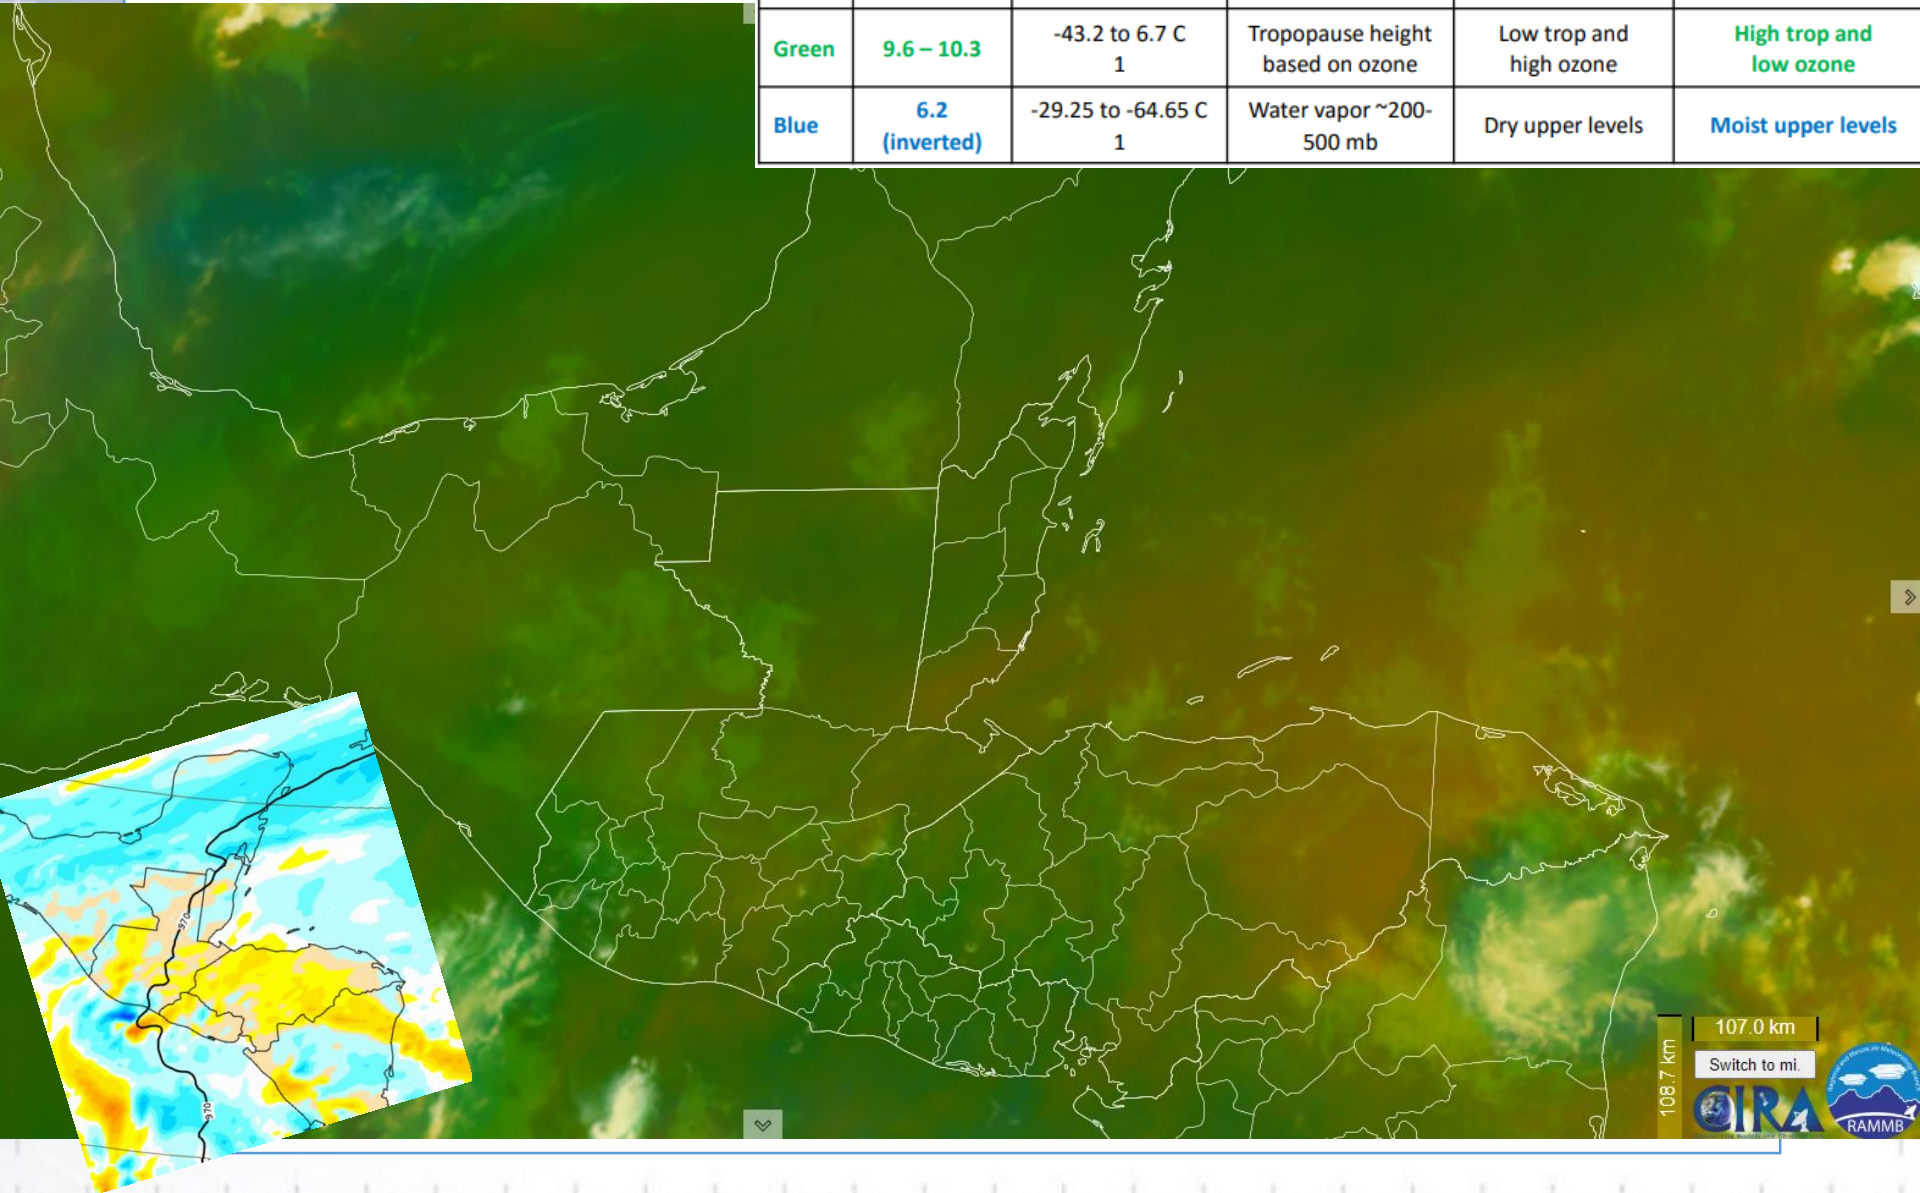 Green 9.6 – 10.3 -43.2 to 6.7 C 1 Tropopause height based on ozone Low trop and high ozone High trop and low ozone
Blue 6.2 (inverted) -29.25 to -64.65 C 1 Water vapor ~200-500 mb Dry upper levels Moist upper levels
970
970
107.0 km
108.7 km
Switch to mi.
CIRA
RAMMB